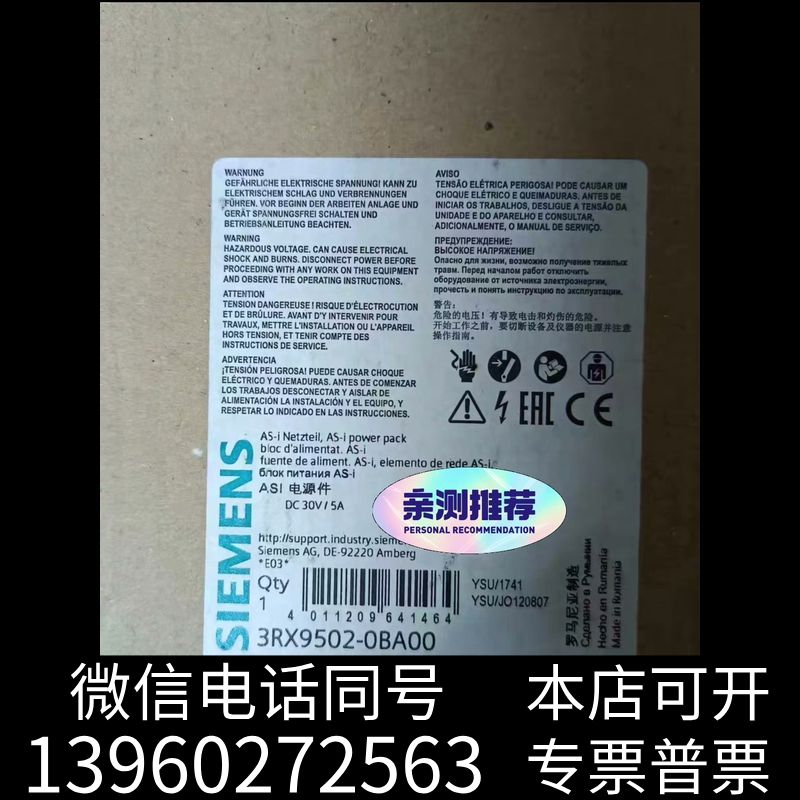 WARNUNG
GEFÄHRLICHE ELEKTRISCHE SPANNUNG! KANN ZU
ELEKTRISCHEM SCHLAG UND VERBRENNUNGEN
FÜHREN. VOR BEGINN DER ARBEITEN ANLAGE UND
GERÄT SPANNUNGSFREI SCHALTEN UND
BETRIEBSANLEITUNG BEACHTEN.
WARNING
HAZARDOUS VOLTAGE. CAN CAUSE ELECTRICAL
SHOCK AND BURNS. DISCONNECT POWER BEFORE
PROCEEDING WITH ANY WORK ON THIS EQUIPMENT
AND OBSERVE THE OPERATING INSTRUCTIONS.
ATTENTION
TENSION DANGEREUSE ! RISQUE D'ÉLECTROCUTION
ET DE BRÛLURE. AVANT D'Y INTERVENIR POUR
TRAVAUX, METTRE L'INSTALLATION OU L'APPAREIL
HORS TENSION, ET TENIR COMPTE DES
INSTRUCTIONS DE SERVICE.
ADVERTENCIA
¡TENSIÓN PELIGROSA! PUEDE CAUSAR CHOQUE
ELÉCTRICO Y QUEMADURAS. ANTES DE COMENZAR
LOS TRABAJOS DESCONECTAR Y AISLAR DE
ALIMENTACIÓN LA INSTALACIÓN Y EL EQUIPO, Y
RESPETAR LO INDICADO EN LAS INSTRUCCIONES.
AVISO
TENSÃO ELÉTRICA PERIGOSA! PODE CAUSAR UM
CHOQUE ELÉTRICO E QUEIMADURAS. ANTES DE
INICIAR OS TRABALHOS, DESLIGUE A TENSÃO DA
UNIDADE E DO APARELHO E CONSULTAR,
ADICIONALMENTE, O MANUAL DE SERVIÇO.
ПРЕДУПРЕЖДЕНИЕ:
ВЫСОКОЕ НАПРЯЖЕНИЕ!
Опасно для жизни, возможно получение тяжелых
травм. Перед началом работ отключить
оборудование от источника электроэнергии,
прочесть и понять инструкцию по эксплуатации.
警告:
危险的电压!有导致电击和灼伤的危险。
开始工作之前,要切断设备及仪器的电源并注意
操作指南。
EAC CE
SIEMENS
AS-i Netzteil, AS-i power pack
bloc d'alimentat. AS-i
fuente de aliment. AS-i, elemento de rede AS-i,
блок питания AS-i
ASI 电源件
DC 30V / 5A
亲测推荐
PERSONAL RECOMMENDATION
http://support.industry.sieme
Siemens AG, DE-92220 Amberg
*E03*
Qty
1
4 011209 641464
YSU/1741
YSU/JO120807
3RX9502-0BA00
罗马尼亚制造
Сделано в Румынии
Hecho en Rumania
Made in Romania
微信电话同号
13960272563
本店可开
专票普票